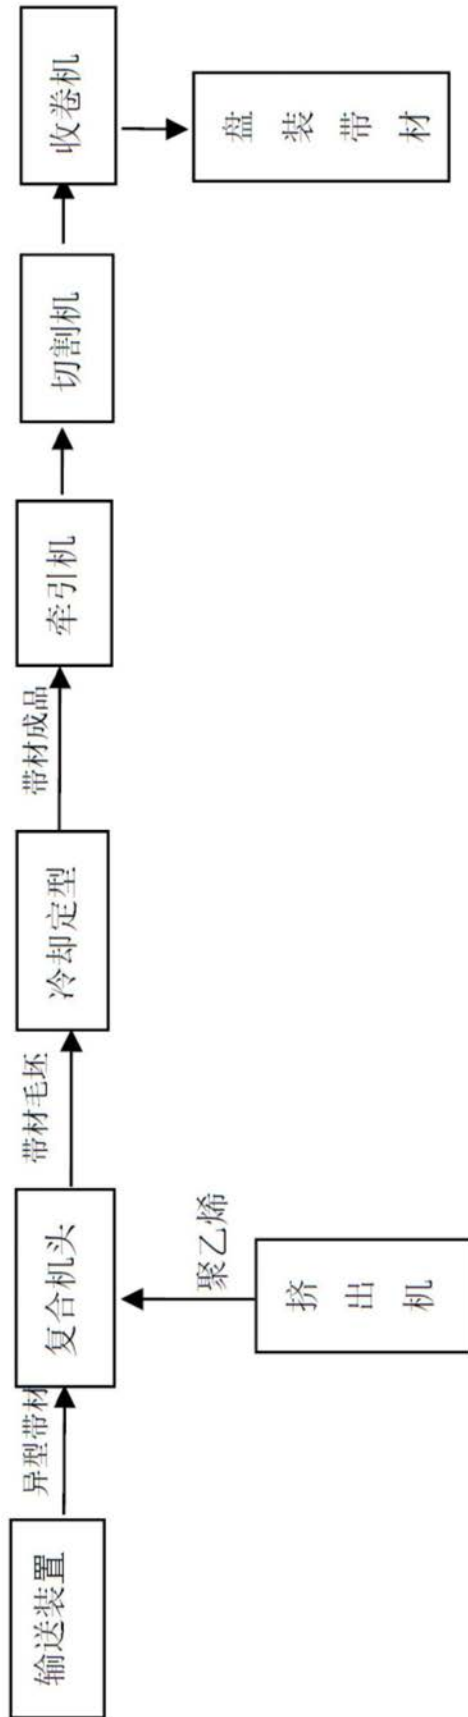 输送装置
异型带材
复合机头
聚乙烯
挤出机
带材毛坯
冷却定型
带材成品
牵引机
切割机
收卷机
盘装带材